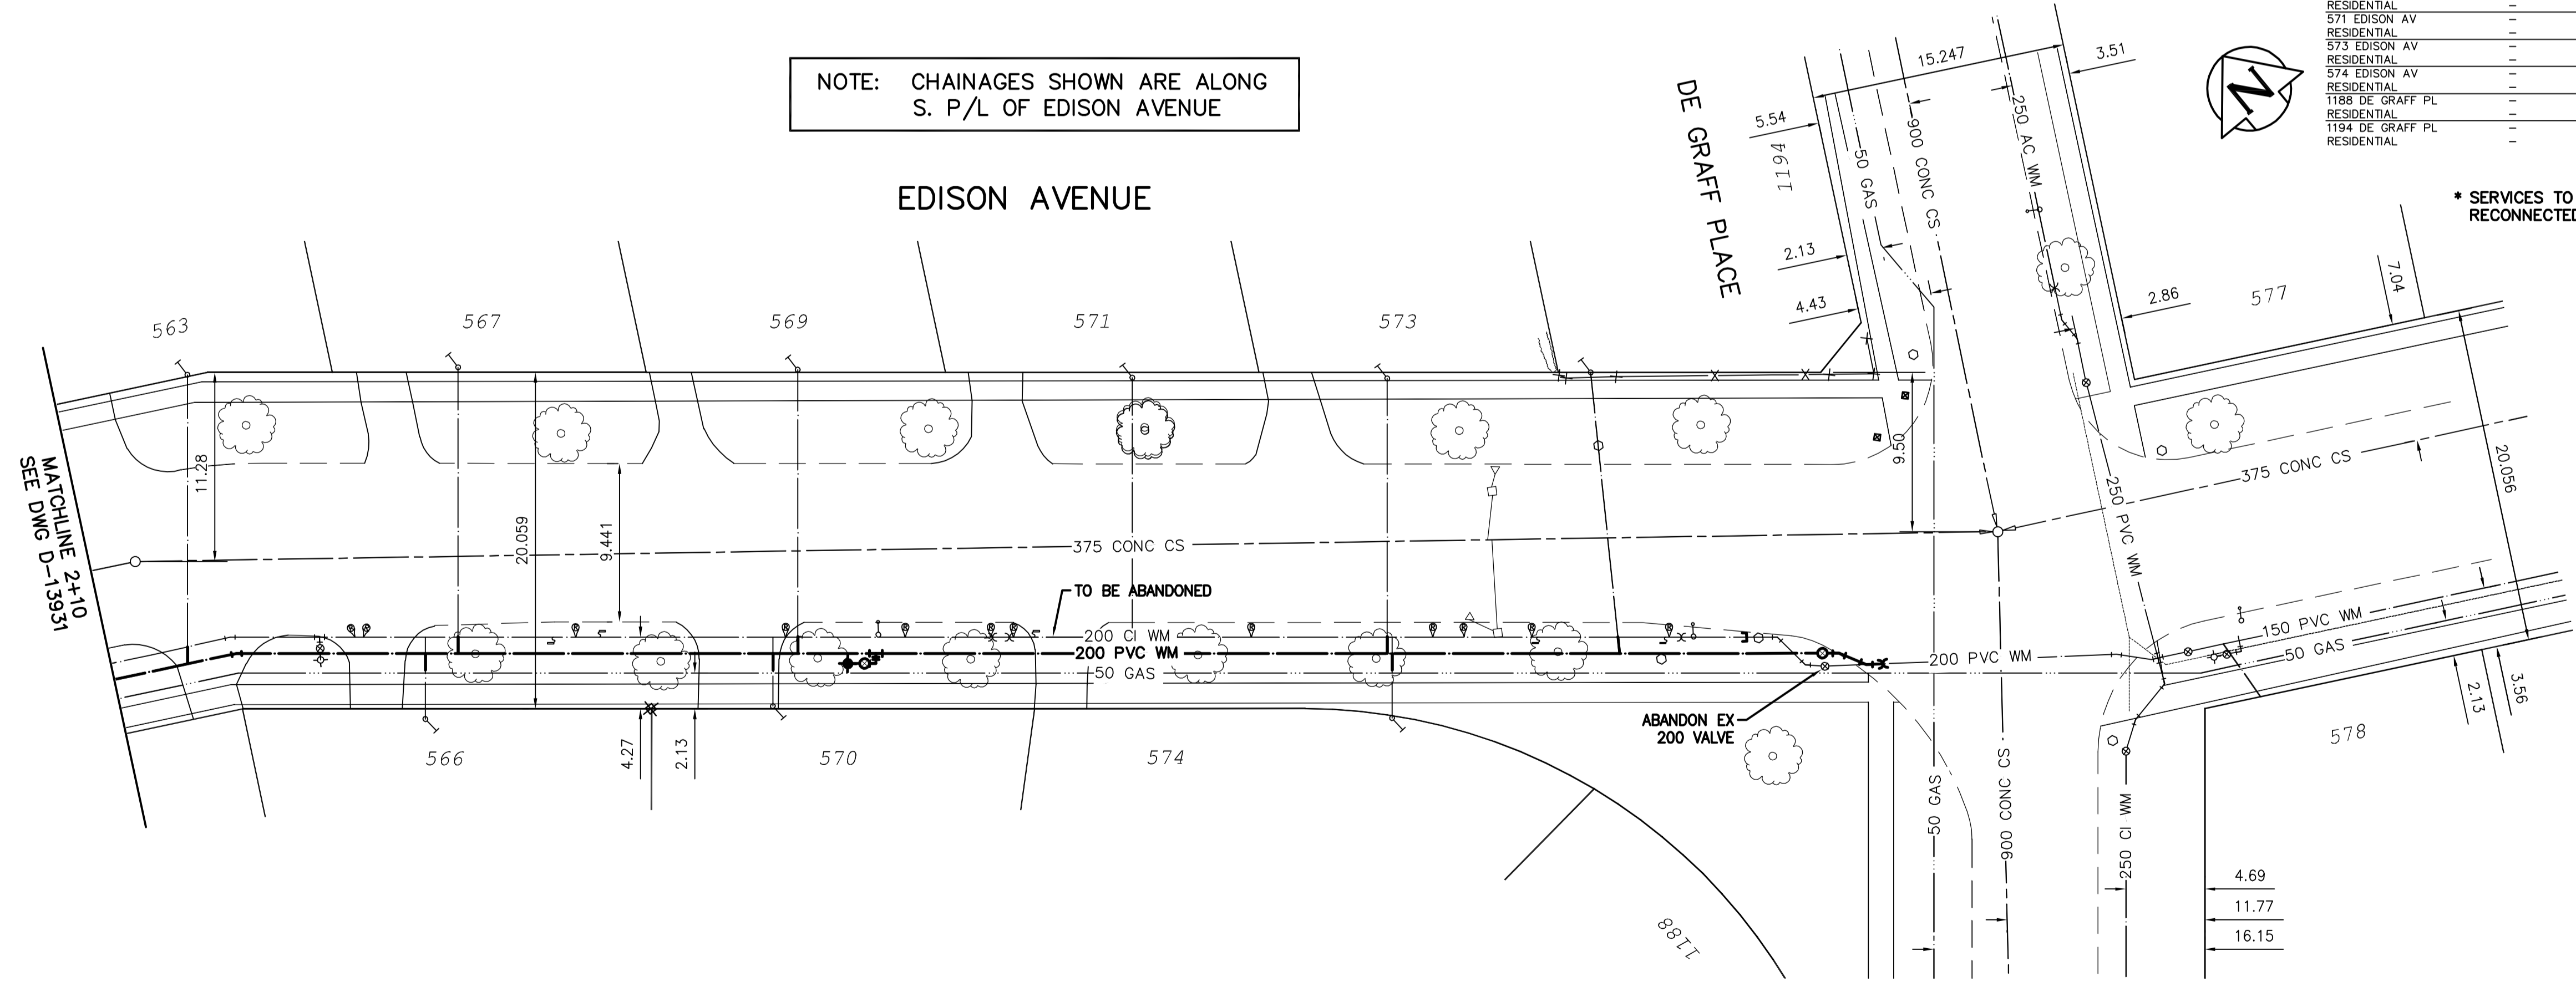 NOTE: CHAINAGES SHOWN ARE ALONG
S. P/L OF EDISON AVENUE
EDISON AVENUE
DE GRAFF PLACE
RESIDENTIAL -
571 EDISON AV -
RESIDENTIAL -
573 EDISON AV -
RESIDENTIAL -
574 EDISON AV -
RESIDENTIAL -
1188 DE GRAFF PL -
RESIDENTIAL -
1194 DE GRAFF PL -
RESIDENTIAL -
* SERVICES TO
RECONNECTED
N
15.247
3.51
5.54
1194
2.13
4.43
50 GAS
900 CONC CS
250 AC WM
2.86
577
7.04
563
567
569
571
573
MATCHLINE 2+10
SEE DWG D-13931
11.28
20.059
9.441
9.50
375 CONC CS
375 CONC CS
20.056
250 PVC WM
TO BE ABANDONED
200 CI WM
200 PVC WM
50 GAS
200 PVC WM
150 PVC WM
50 GAS
ABANDON EX
200 VALVE
2.13
3.56
578
566
4.27
2.13
570
574
1188
50 GAS
900 CONC CS
250 CI WM
4.69
11.77
16.15